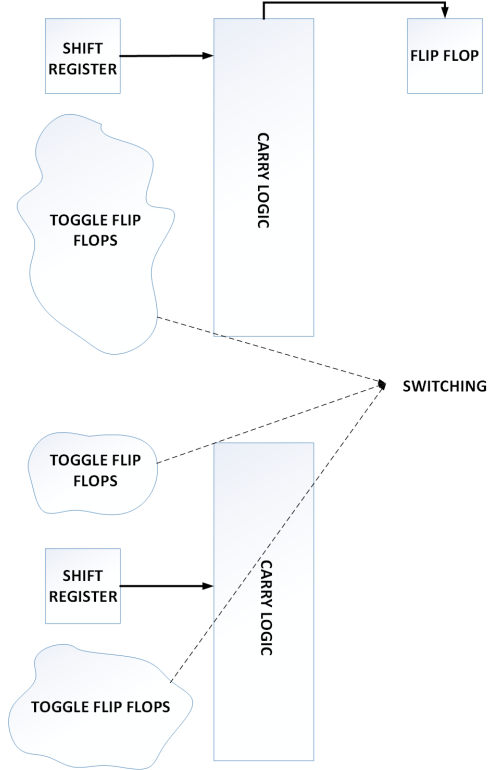 SHIFT
REGISTER
CARRY LOGIC
FLIP FLOP
TOGGLE FLIP
FLOPS
SWITCHING
TOGGLE FLIP
FLOPS
SHIFT
REGISTER
CARRY LOGIC
TOGGLE FLIP FLOPS